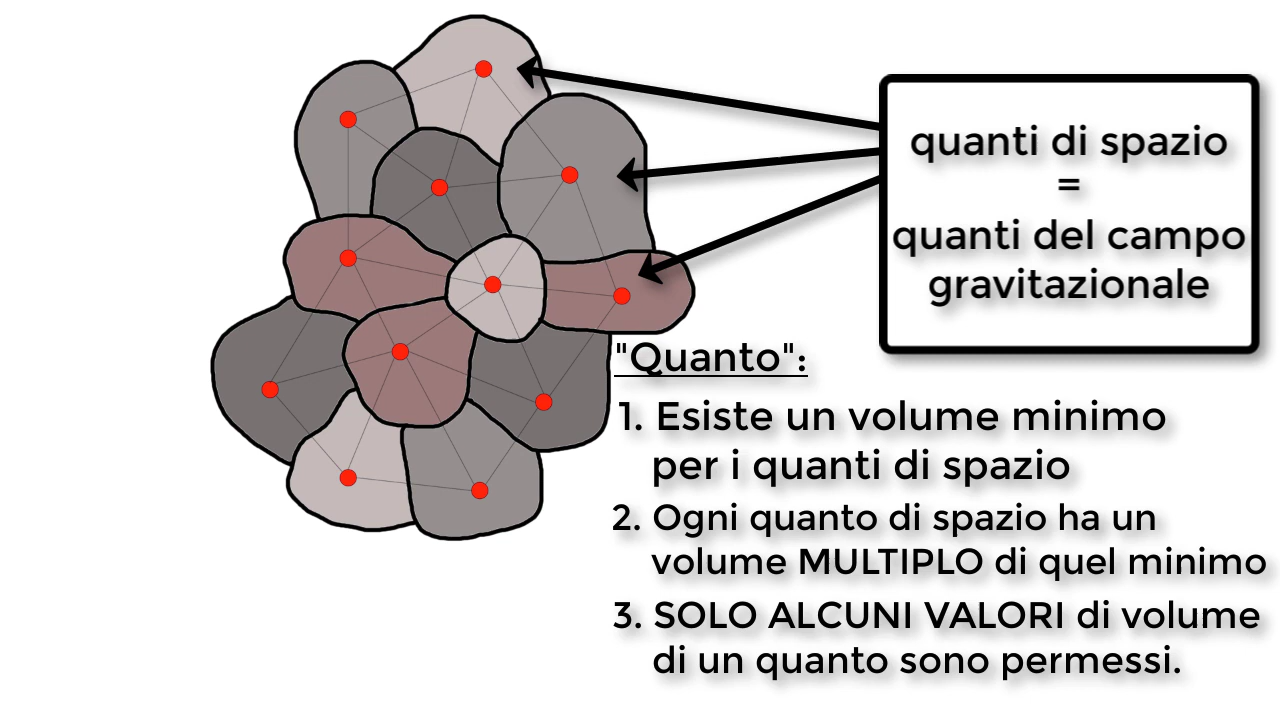 quanti di spazio
=
quanti del campo
gravitazionale
"Quanto":
1. Esiste un volume minimo
per i quanti di spazio
2. Ogni quanto di spazio ha un
volume MULTIPLO di quel minimo
3. SOLO ALCUNI VALORI di volume
di un quanto sono permessi.